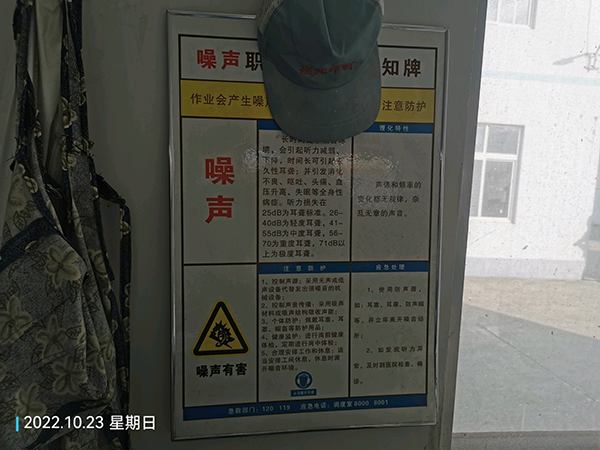 噪声职
知牌
作业会产生噪
注意防护
噪声
理化特性
聋，会引起听力减弱、
下降，时间长可引起永
久性耳聋；并引发消化
不良、呕吐、头痛、血
压升高、失眠等全身性
病症。听力损失在
25dB为耳聋标准，26-
40dB为轻度耳聋，41-
55dB为中度耳聋，56-
70为重度耳聋，71dB以
上为极度耳聋。
声强和频率的
变化都无规律，杂
乱无章的声音。
噪声有害
注意防护
1、控制声源：采用无声或低
声设备代替发出强噪音的机
械设备；
2、控制声音传播：采用吸声
材料或吸声结构吸收声能；
3、个体防护：佩戴耳塞、耳
罩、帽盔等防护用品；
4、健康监护：进行岗前健康
体检，定期进行岗中体检；
5、合理安排工作和休息：适
当安排工间休息，休息时离
开噪音环境。
应急处理
1、使用防声器，
如：耳塞、耳罩、防声帽
等，并立即离开噪音场
所；
2、如发现听力异
常，及时到医院检查、确
诊。
急救部门：120 119
应急电话：调度室8000 8001
2022.10.23 星期日